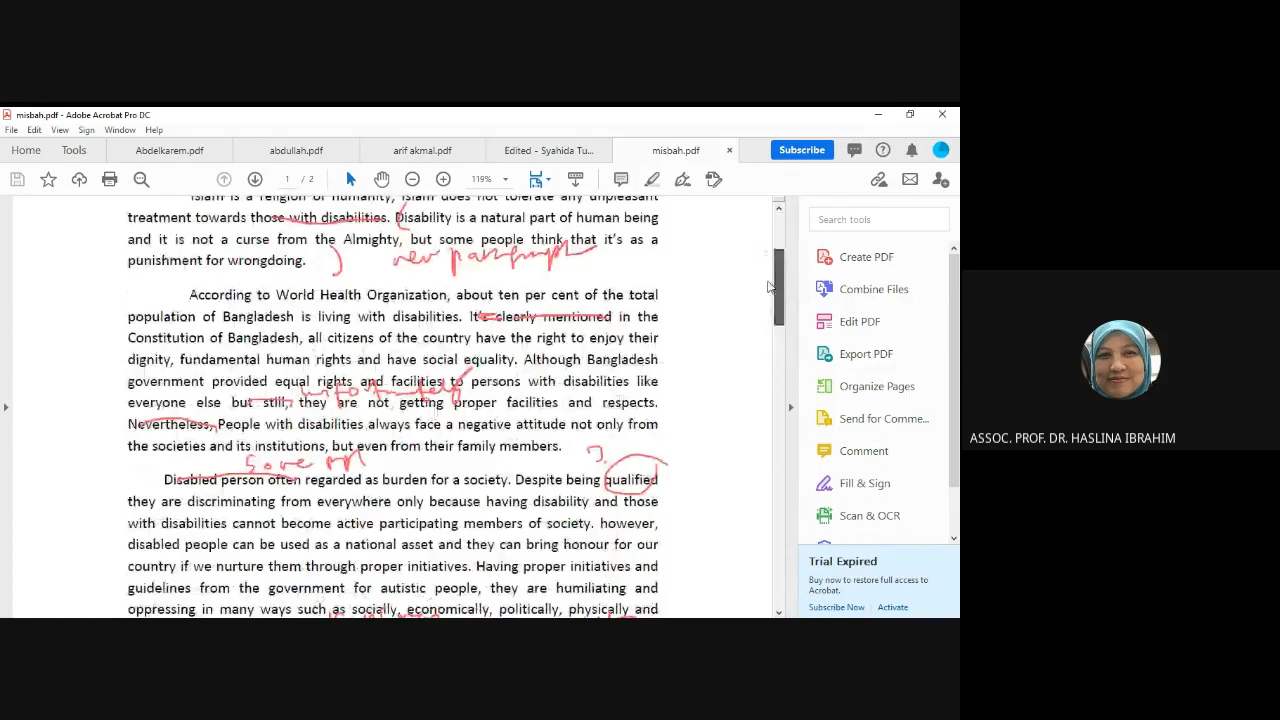 misbah.pdf - Adobe Acrobat Pro DC
File Edit View Sign Window Help
Home Tools Abdelkarem.pdf abdullah.pdf arif akmal.pdf Edited - Syahida Tu... misbah.pdf × Subscribe
1 / 2 119%
Islam is a religion of humanity, Islam does not tolerate any unpleasant
treatment towards those with disabilities. Disability is a natural part of human being
and it is not a curse from the Almighty, but some people think that it's as a
new paragraph
punishment for wrongdoing.
According to World Health Organization, about ten per cent of the total
population of Bangladesh is living with disabilities. It's clearly mentioned in the
Constitution of Bangladesh, all citizens of the country have the right to enjoy their
dignity, fundamental human rights and have social equality. Although Bangladesh
government provided equal rights and facilities to persons with disabilities like
unfortunately
everyone else but still, they are not getting proper facilities and respects.
Nevertheless, People with disabilities always face a negative attitude not only from
the societies and its institutions, but even from their family members.
?
Disabled person often regarded as burden for a society. Despite being qualified
they are discriminating from everywhere only because having disability and those
with disabilities cannot become active participating members of society. however,
disabled people can be used as a national asset and they can bring honour for our
country if we nurture them through proper initiatives. Having proper initiatives and
guidelines from the government for autistic people, they are humiliating and
oppressing in many ways such as socially, economically, politically, physically and
Search tools
Create PDF
Combine Files
Edit PDF
Export PDF
Organize Pages
Send for Comme...
Comment
Fill & Sign
Scan & OCR
Trial Expired
Buy now to restore full access to
Acrobat.
Subscribe Now Activate
ASSOC. PROF. DR. HASLINA IBRAHIM